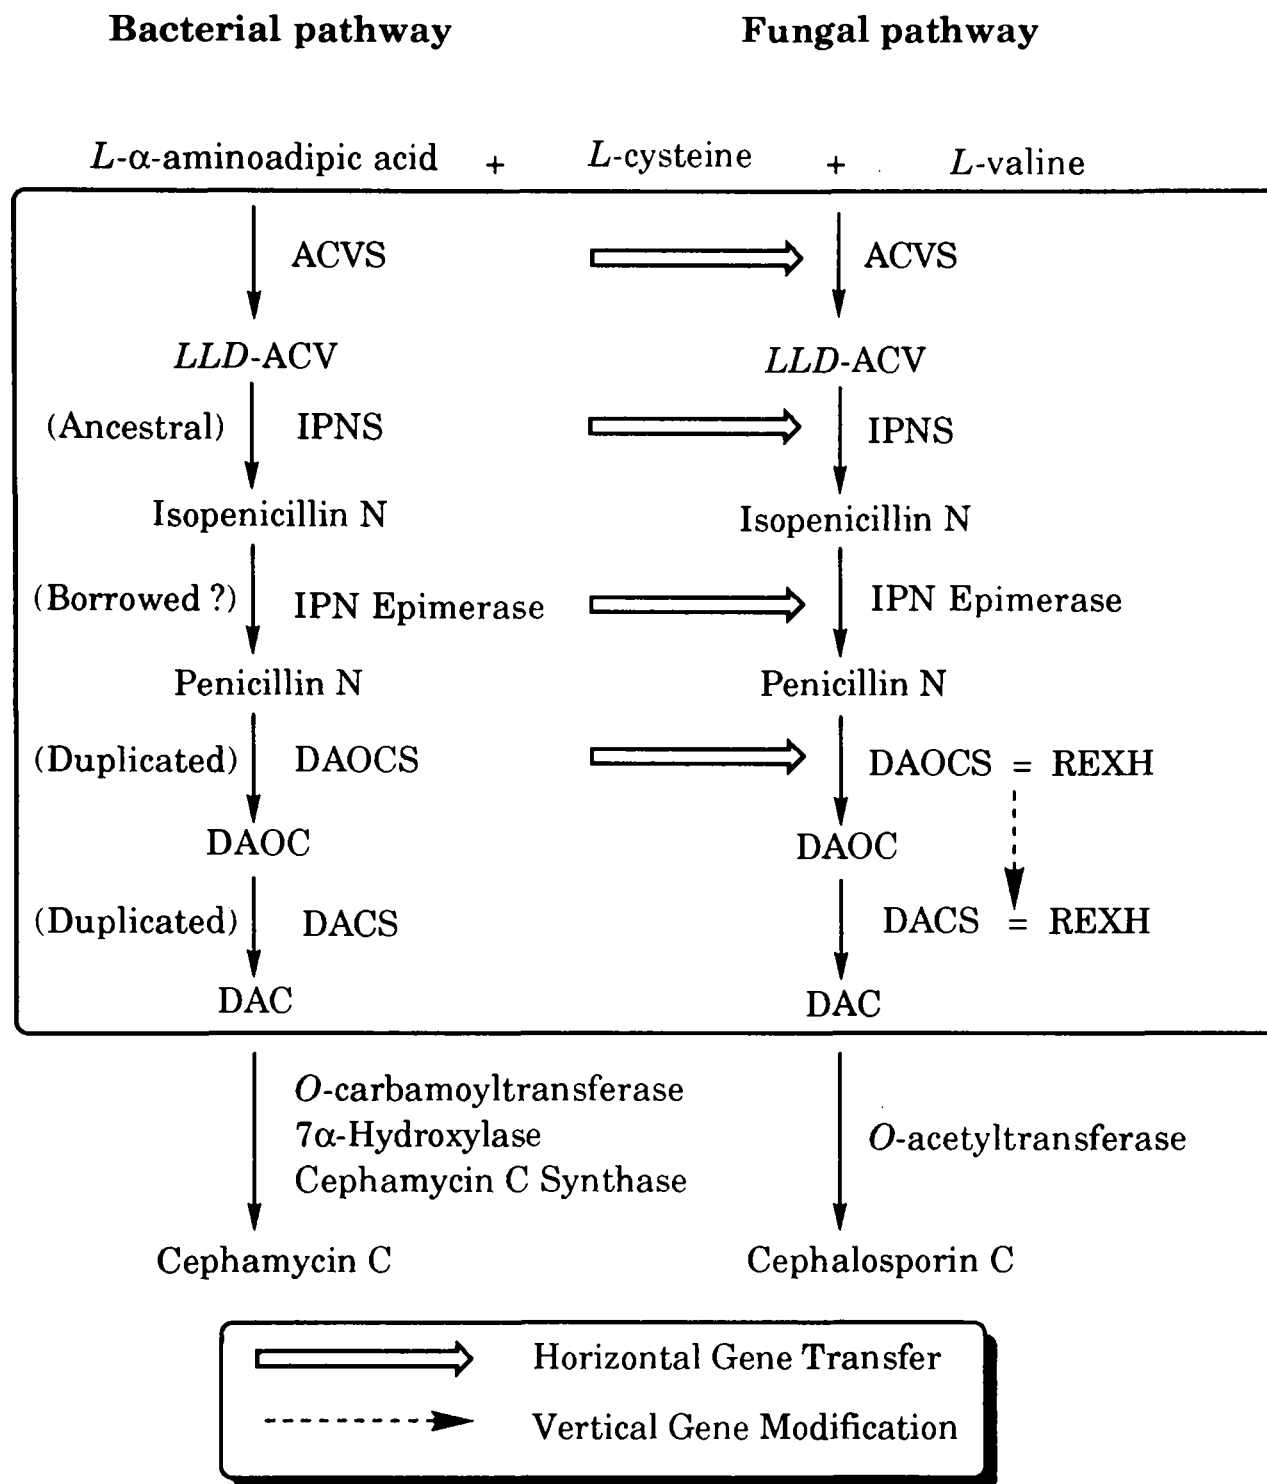 Bacterial pathway Fungal pathway
L-α-aminoadipic acid + L-cysteine + L-valine
ACVS ACVS
LLD-ACV LLD-ACV
(Ancestral) IPNS IPNS
Isopenicillin N Isopenicillin N
(Borrowed ?) IPN Epimerase IPN Epimerase
Penicillin N Penicillin N
(Duplicated) DAOCS DAOCS = REXH
DAOC DAOC
(Duplicated) DACS DACS = REXH
DAC DAC
O-carbamoyltransferase
7α-Hydroxylase O-acetyltransferase
Cephamycin C Synthase
Cephamycin C Cephalosporin C
Horizontal Gene Transfer
Vertical Gene Modification